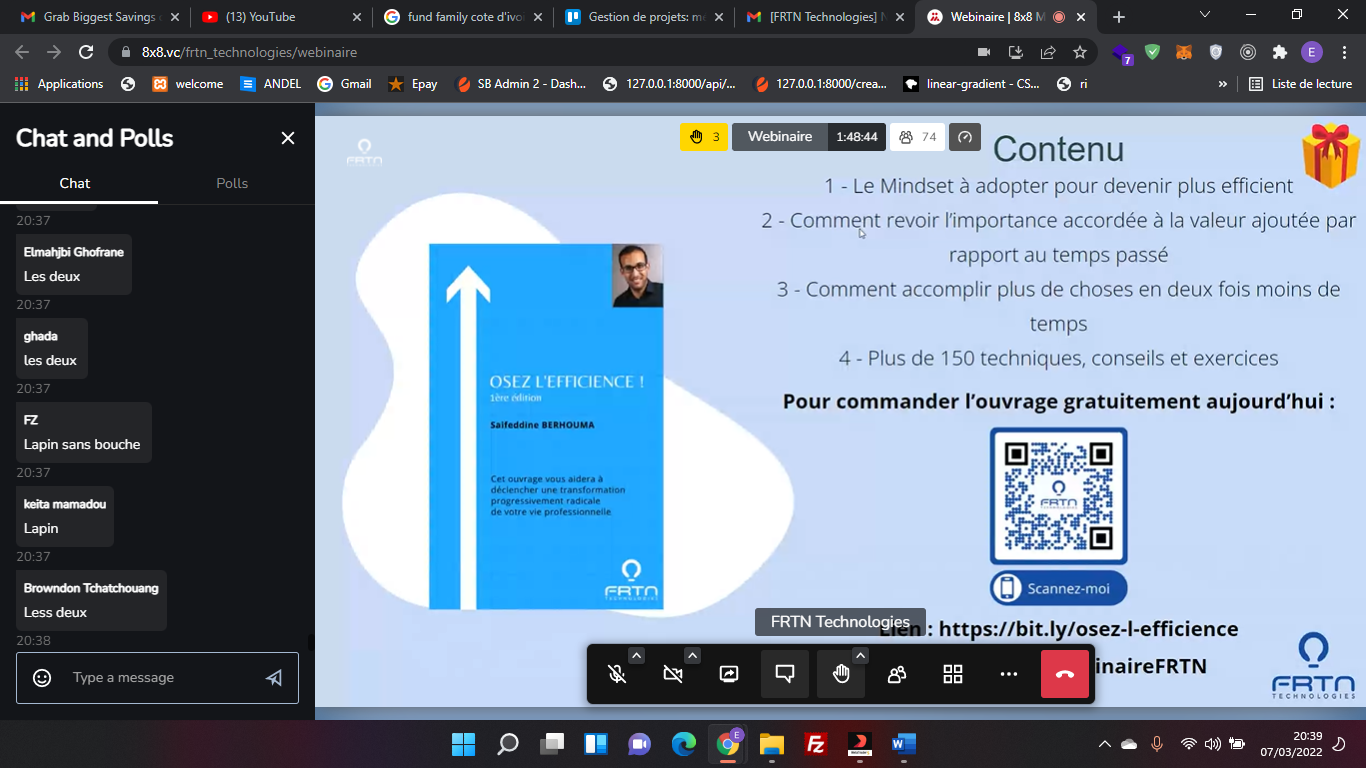 Grab Biggest Savings
(13) YouTube
fund family cote d'ivo
Gestion de projets: me
[FRTN Technologies] N
Webinaire | 8x8 M
8x8.vc/frtn_technologies/webinaire
7
E
Applications
welcome
ANDEL
Gmail
Epay
SB Admin 2 - Dash...
127.0.0.1:8000/api/...
127.0.0.1:8000/crea...
linear-gradient - CS...
ri
»
Liste de lecture
Chat and Polls
Chat
Polls
20:37
Elmahjbi Ghofrane
Les deux
20:37
ghada
les deux
20:37
FZ
Lapin sans bouche
20:37
keita mamadou
Lapin
20:37
Browndon Tchatchouang
Less deux
20:38
Type a message
FRTN
3
Webinaire
1:48:44
74
Contenu
1 - Le Mindset à adopter pour devenir plus efficient
2 - Comment revoir l'importance accordée à la valeur ajoutée par
rapport au temps passé
3 - Comment accomplir plus de choses en deux fois moins de
temps
4 - Plus de 150 techniques, conseils et exercices
OSEZ L'EFFICIENCE !
1ère édition
Saifeddine BERHOUMA
Cet ouvrage vous aidera à
déclencher une transformation
progressivement radicale
de votre vie professionnelle
FRTN
TECHNOLOGIES
Pour commander l'ouvrage gratuitement aujourd'hui :
FRTN
Scannez-moi
FRTN Technologies
Lien : https://bit.ly/osez-l-efficience
inaireFRTN
FRTN
TECHNOLOGIES
E
Fz
W
20:39
07/03/2022